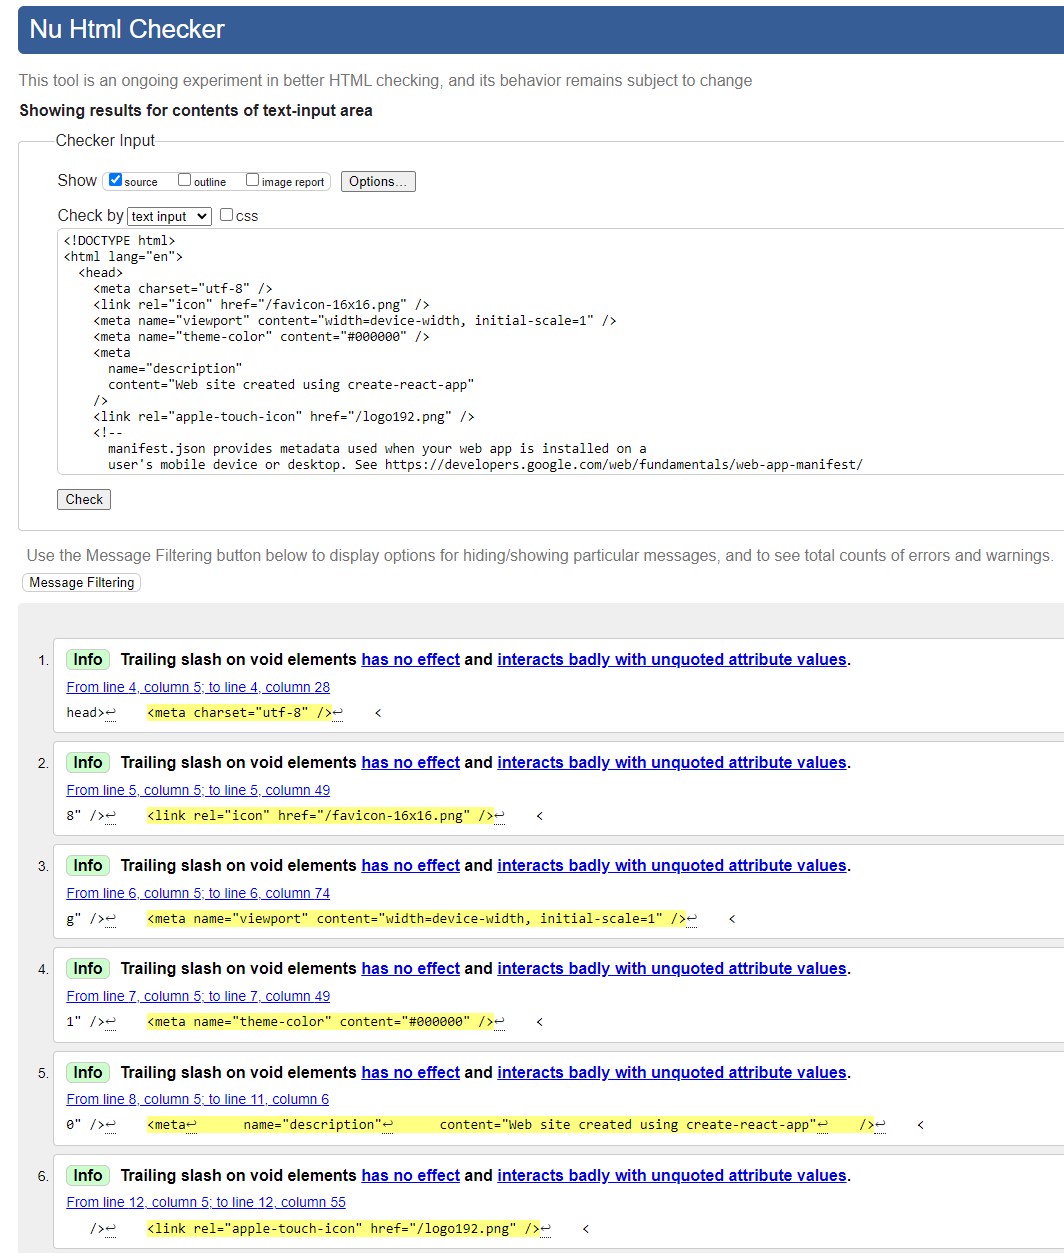 Nu Html Checker
This tool is an ongoing experiment in better HTML checking, and its behavior remains subject to change
Showing results for contents of text-input area
Checker Input
Show source outline image report Options...
Check by text input css
<!DOCTYPE html>
<html lang="en">
  <head>
    <meta charset="utf-8" />
    <link rel="icon" href="/favicon-16x16.png" />
    <meta name="viewport" content="width=device-width, initial-scale=1" />
    <meta name="theme-color" content="#000000" />
    <meta
      name="description"
      content="Web site created using create-react-app"
    />
    <link rel="apple-touch-icon" href="/logo192.png" />
    <!--
      manifest.json provides metadata used when your web app is installed on a
      user's mobile device or desktop. See https://developers.google.com/web/fundamentals/web-app-manifest/
Check
Use the Message Filtering button below to display options for hiding/showing particular messages, and to see total counts of errors and warnings.
Message Filtering
1. Info Trailing slash on void elements has no effect and interacts badly with unquoted attribute values.
From line 4, column 5; to line 4, column 28
head>↩    <meta charset="utf-8" />↩    <
2. Info Trailing slash on void elements has no effect and interacts badly with unquoted attribute values.
From line 5, column 5; to line 5, column 49
8" />↩    <link rel="icon" href="/favicon-16x16.png" />↩    <
3. Info Trailing slash on void elements has no effect and interacts badly with unquoted attribute values.
From line 6, column 5; to line 6, column 74
g" />↩    <meta name="viewport" content="width=device-width, initial-scale=1" />↩    <
4. Info Trailing slash on void elements has no effect and interacts badly with unquoted attribute values.
From line 7, column 5; to line 7, column 49
1" />↩    <meta name="theme-color" content="#000000" />↩    <
5. Info Trailing slash on void elements has no effect and interacts badly with unquoted attribute values.
From line 8, column 5; to line 11, column 6
0" />↩    <meta↩      name="description"↩      content="Web site created using create-react-app"↩    />↩    <
6. Info Trailing slash on void elements has no effect and interacts badly with unquoted attribute values.
From line 12, column 5; to line 12, column 55
   />↩    <link rel="apple-touch-icon" href="/logo192.png" />↩    <